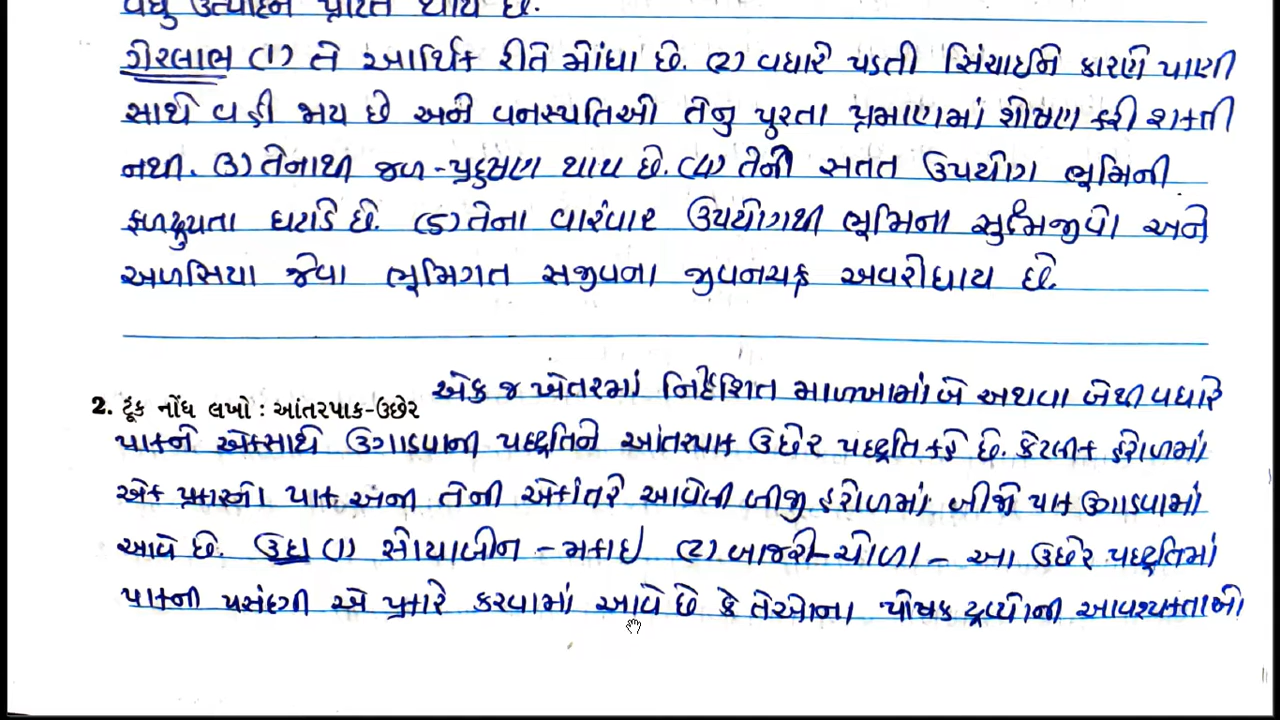 વધુ ઉત્પાદન પ્રાપ્ત થાય છે.
ગેરલાભ (1) તે આર્થિક રીતે મોંઘા છે. (2) વધારે પડતી સિંચાઈને કારણે પાણી
સાથે વહી જાય છે અને વનસ્પતિઓ તેનુ પુરતા પ્રમાણમાં શોષણ કરી શકતી
નથી. (3) તેનાથી જળ-પ્રદુષણ થાય છે. (4) તેની સતત ઉપયોગ ભૂમિની
ફળદ્રુપતા ઘટાડે છે. (5) તેના વારંવાર ઉપયોગથી ભૂમિના સુક્ષ્મજીવો અને
અળસિયા જેવા ભૂમિગત સજીવના જીવનચક્ર અવરોધાય છે.
2. ટૂંક નોંધ લખો : આંતરપાક-ઉછેર એક જ ખેતરમાં નિર્દેશિત માળખામાં બે અથવા બેથી વધારે
પાકને એકસાથે ઉગાડવાની પદ્ધતિને આંતરપાક ઉછેર પદ્ધતિ કહે છે. કેટલીક હરોળમાં
એક પ્રકારનો પાક અને તેની એકાંતરે આવેલી બીજી હરોળમાં બીજો પાક ઉગાડવામાં
આવે છે. ઉદા (1) સોયાબીન - મકાઈ (2) બાજરી-ચોળા - આ ઉછેર પદ્ધતિમાં
પાકની પસંદગી એ પ્રકારે કરવામાં આવે છે કે તેઓના પોષક દ્રવ્યોની આવશ્યકતાઓ